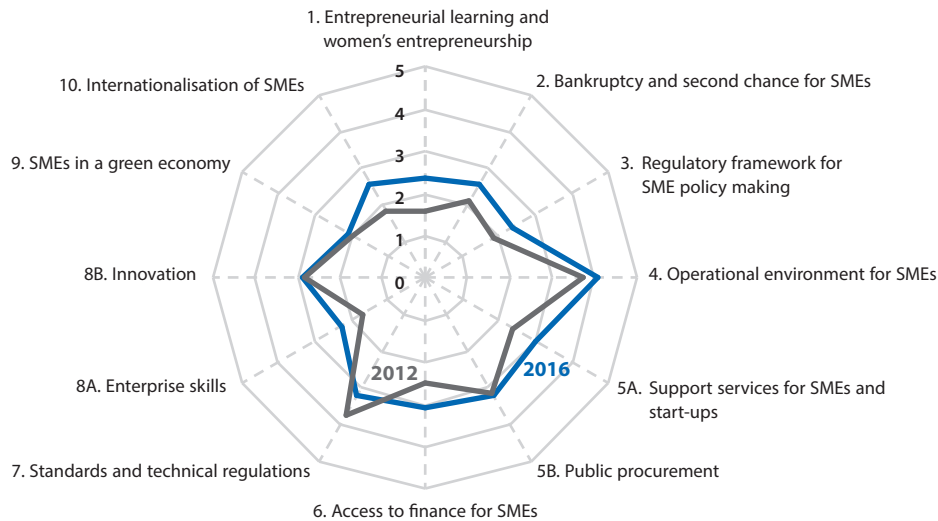 1. Entrepreneurial learning and
women's entrepreneurship
5
10. Internationalisation of SMEs
2. Bankruptcy and second chance for SMEs
4
9. SMEs in a green economy
3
3. Regulatory framework for
SME policy making
2
1
8B. Innovation
0
4. Operational environment for SMEs
2012
2016
8A. Enterprise skills
5A. Support services for SMEs and
start-ups
7. Standards and technical regulations
5B. Public procurement
6. Access to finance for SMEs